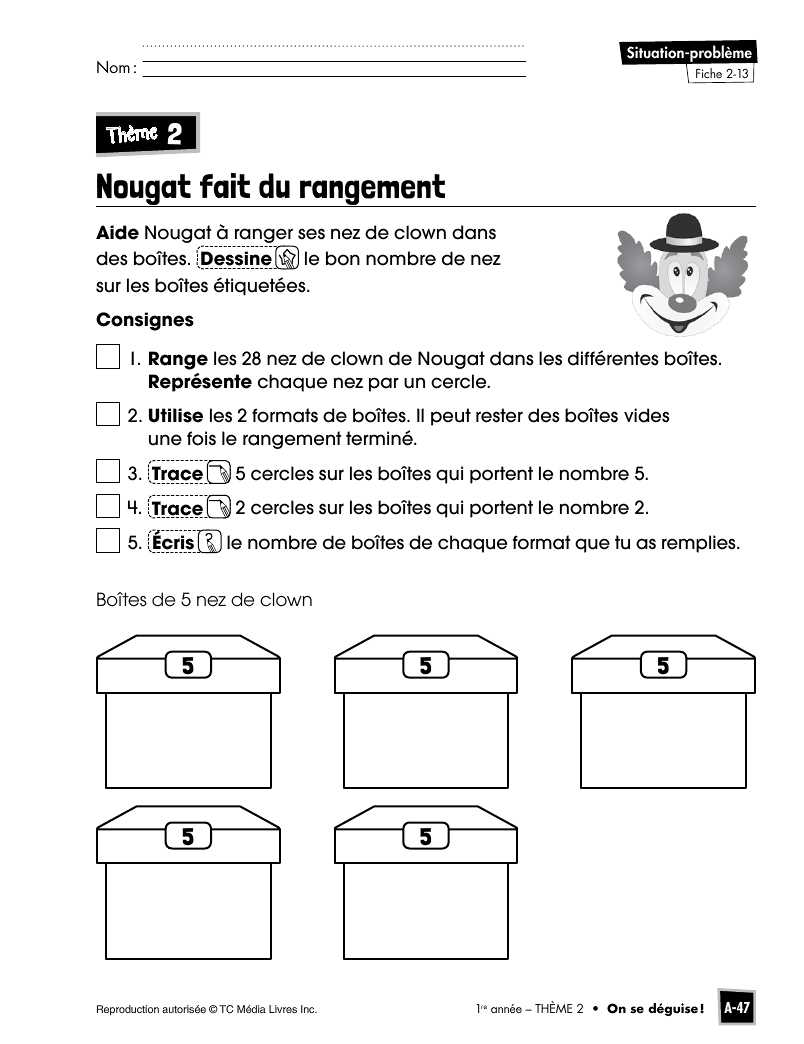 Situation-problème
Nom :
Fiche 2-13
Thème 2
Nougat fait du rangement
Aide Nougat à ranger ses nez de clown dans
des boîtes. Dessine le bon nombre de nez
sur les boîtes étiquetées.
Consignes
1. Range les 28 nez de clown de Nougat dans les différentes boîtes.
Représente chaque nez par un cercle.
2. Utilise les 2 formats de boîtes. Il peut rester des boîtes vides
une fois le rangement terminé.
3. Trace 5 cercles sur les boîtes qui portent le nombre 5.
4. Trace 2 cercles sur les boîtes qui portent le nombre 2.
5. Écris le nombre de boîtes de chaque format que tu as remplies.
Boîtes de 5 nez de clown
5 5 5
5 5
Reproduction autorisée © TC Média Livres Inc.
1re année – THÈME 2 • On se déguise !
A-47